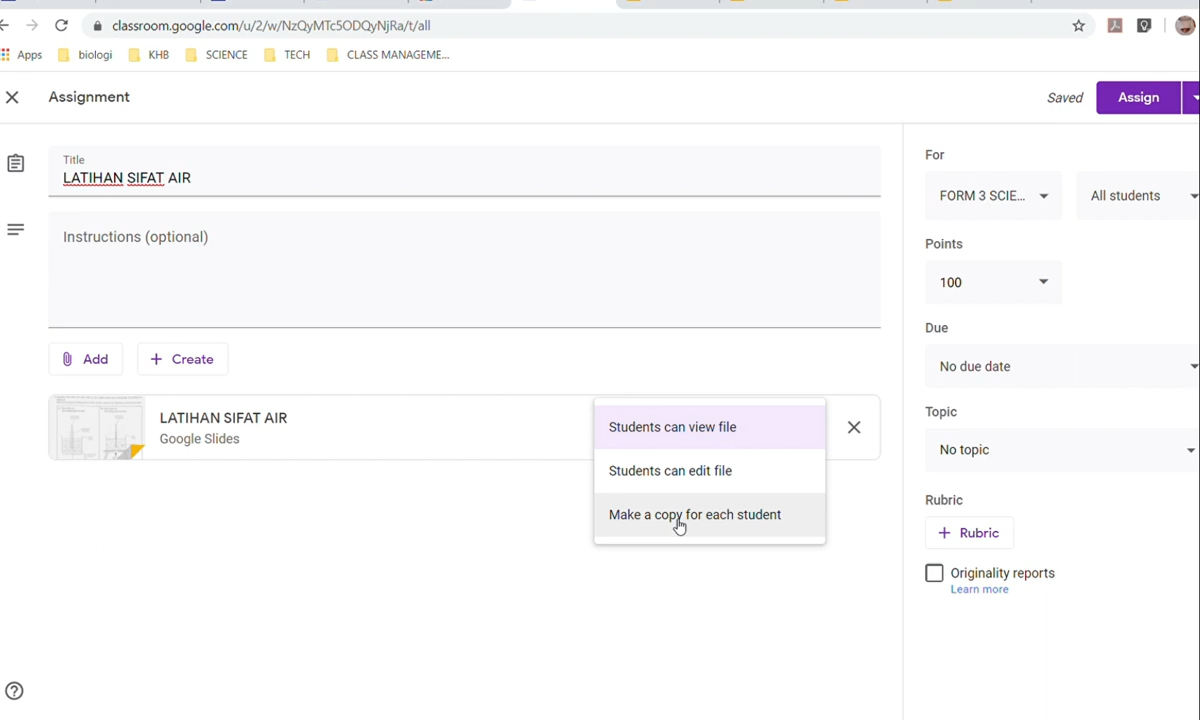 classroom.google.com/u/2/w/NzQyMTc5ODQyNjRa/t/all
Apps biologi KHB SCIENCE TECH CLASS MANAGEME...
Assignment Saved Assign
Title
LATIHAN SIFAT AIR
Instructions (optional)
Add + Create
LATIHAN SIFAT AIR
Google Slides
Students can view file
Students can edit file
Make a copy for each student
For
FORM 3 SCIE... All students
Points
100
Due
No due date
Topic
No topic
Rubric
+ Rubric
Originality reports
Learn more